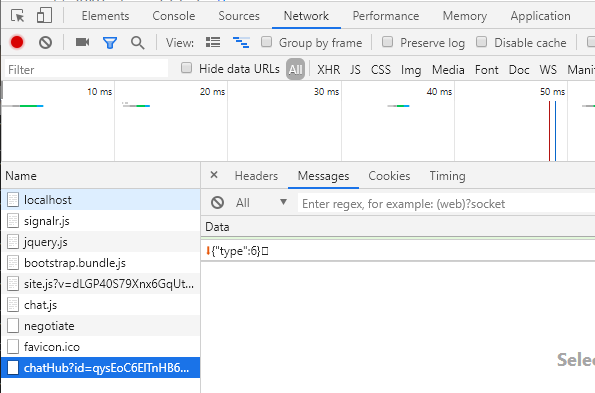 Elements Console Sources Network Performance Memory Application
View: Group by frame Preserve log Disable cache
Filter Hide data URLs All XHR JS CSS Img Media Font Doc WS Mani
10 ms 20 ms 30 ms 40 ms 50 ms
Name × Headers Messages Cookies Timing
localhost
signalr.js
jquery.js
bootstrap.bundle.js
site.js?v=dLGP40S79Xnx6GqUt...
chat.js
negotiate
favicon.ico
chatHub?id=qysEoC6ElTnHB6...
All Enter regex, for example: (web)?socket
Data
{"type":6}
Selec